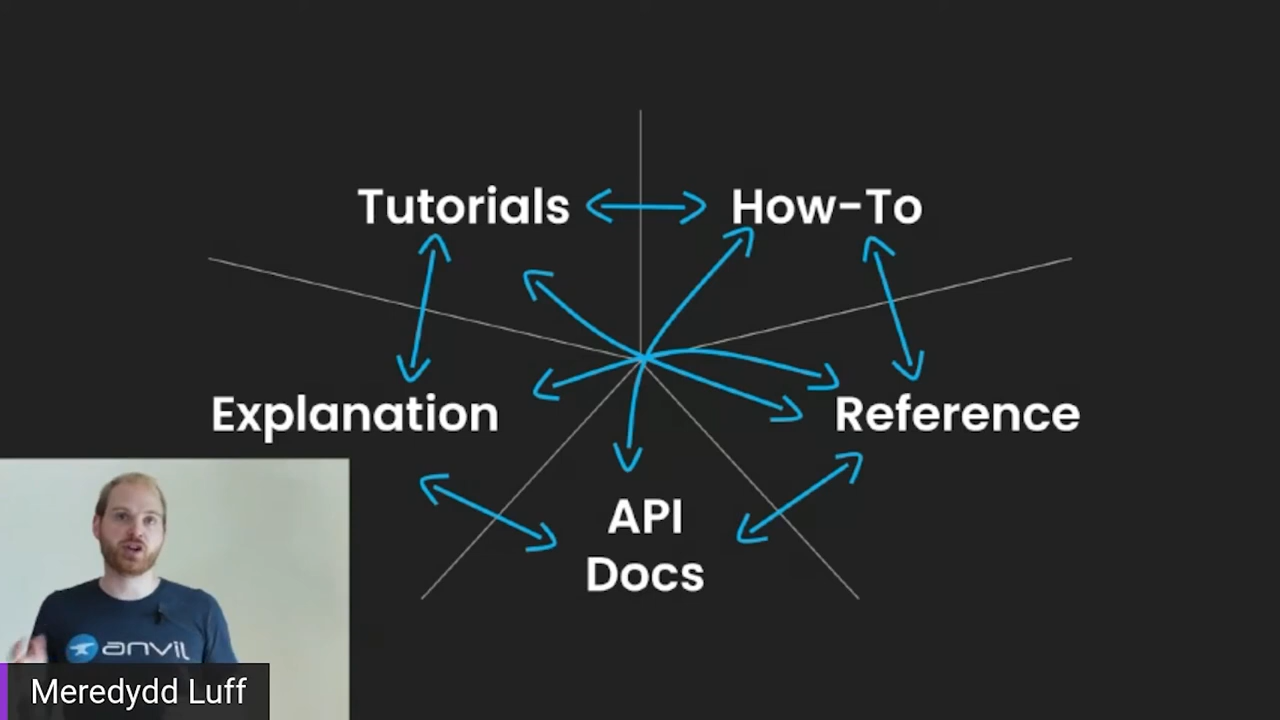 Tutorials
How-To
Explanation
Reference
API
Docs
anvil
Meredydd Luff